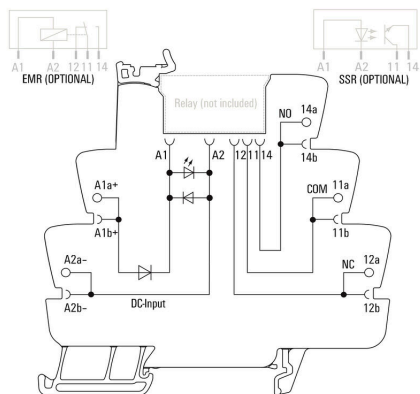 A1 A2 12 11 14
EMR (OPTIONAL)
A1 A2 11 14
SSR (OPTIONAL)
Relay (not included)
A1 A2 12 11 14
NO 14a
14b
A1a+
A1b+
COM 11a
11b
A2a–
A2b–
DC-Input
NC 12a
12b